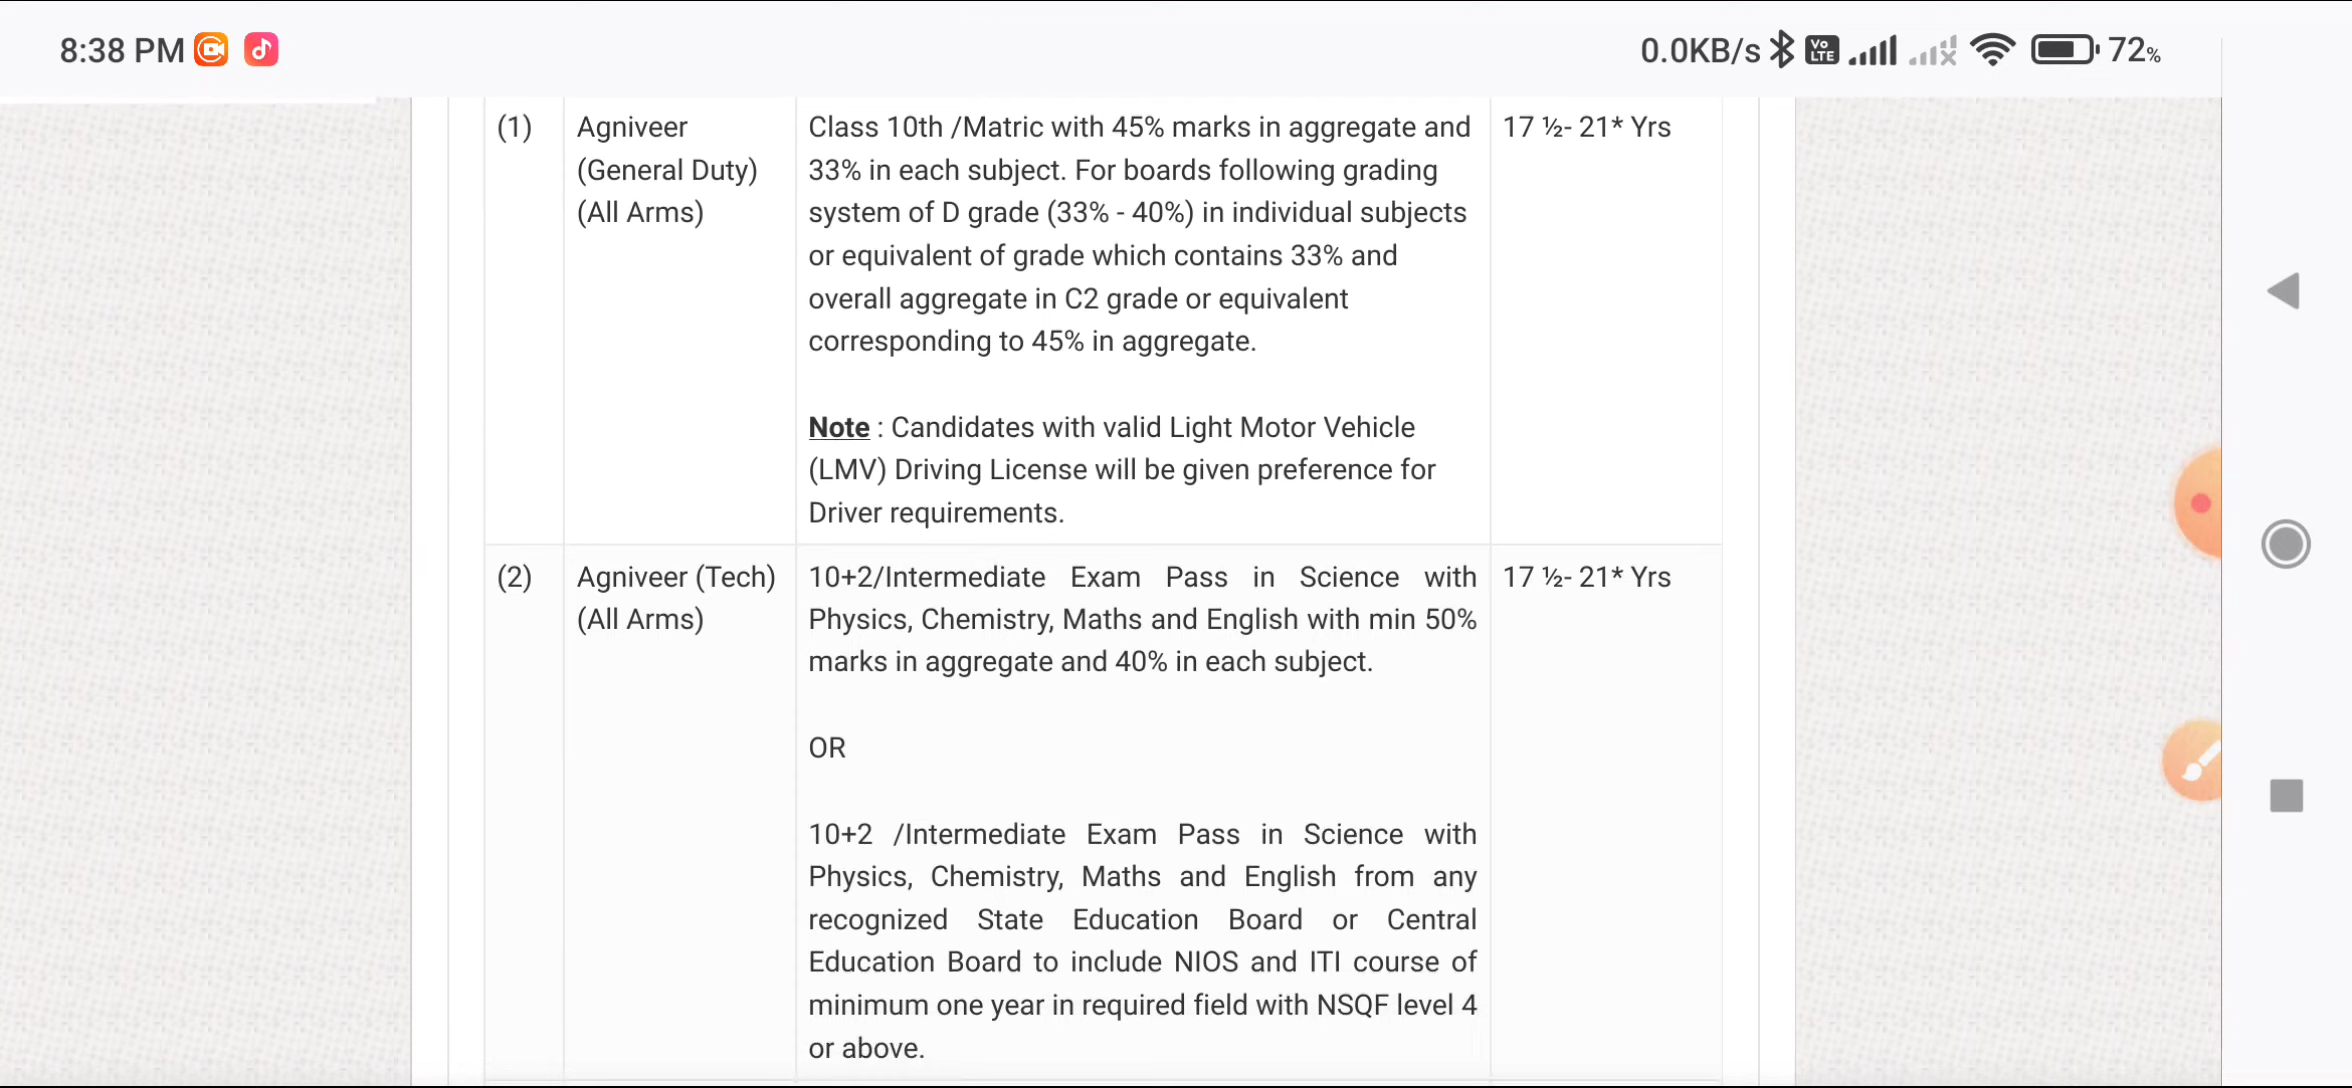 8:38 PM
0.0KB/s Vo LTE 72%
(1) Agniveer (General Duty) (All Arms)
Class 10th /Matric with 45% marks in aggregate and
33% in each subject. For boards following grading
system of D grade (33% - 40%) in individual subjects
or equivalent of grade which contains 33% and
overall aggregate in C2 grade or equivalent
corresponding to 45% in aggregate.
Note : Candidates with valid Light Motor Vehicle
(LMV) Driving License will be given preference for
Driver requirements.
17 ½- 21* Yrs
(2) Agniveer (Tech) (All Arms)
10+2/Intermediate Exam Pass in Science with
Physics, Chemistry, Maths and English with min 50%
marks in aggregate and 40% in each subject.
OR
10+2 /Intermediate Exam Pass in Science with
Physics, Chemistry, Maths and English from any
recognized State Education Board or Central
Education Board to include NIOS and ITI course of
minimum one year in required field with NSQF level 4
or above.
17 ½- 21* Yrs